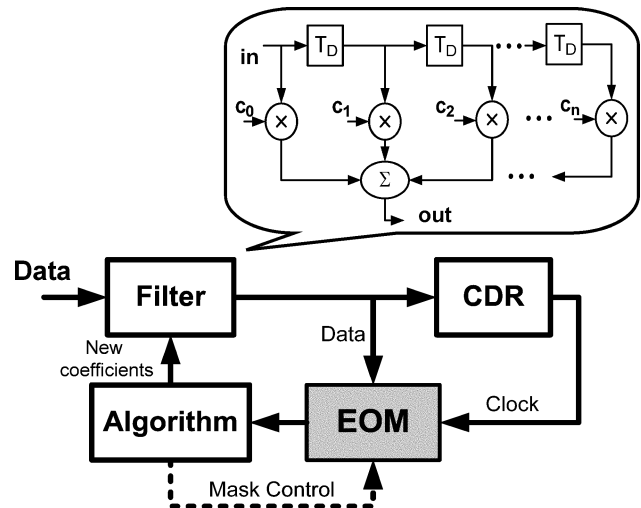 in
T_D
T_D
T_D
c_0
×
c_1
×
c_2
×
c_n
×
Σ
out
Data
Filter
CDR
Data
New
coefficients
Algorithm
EOM
Clock
Mask Control